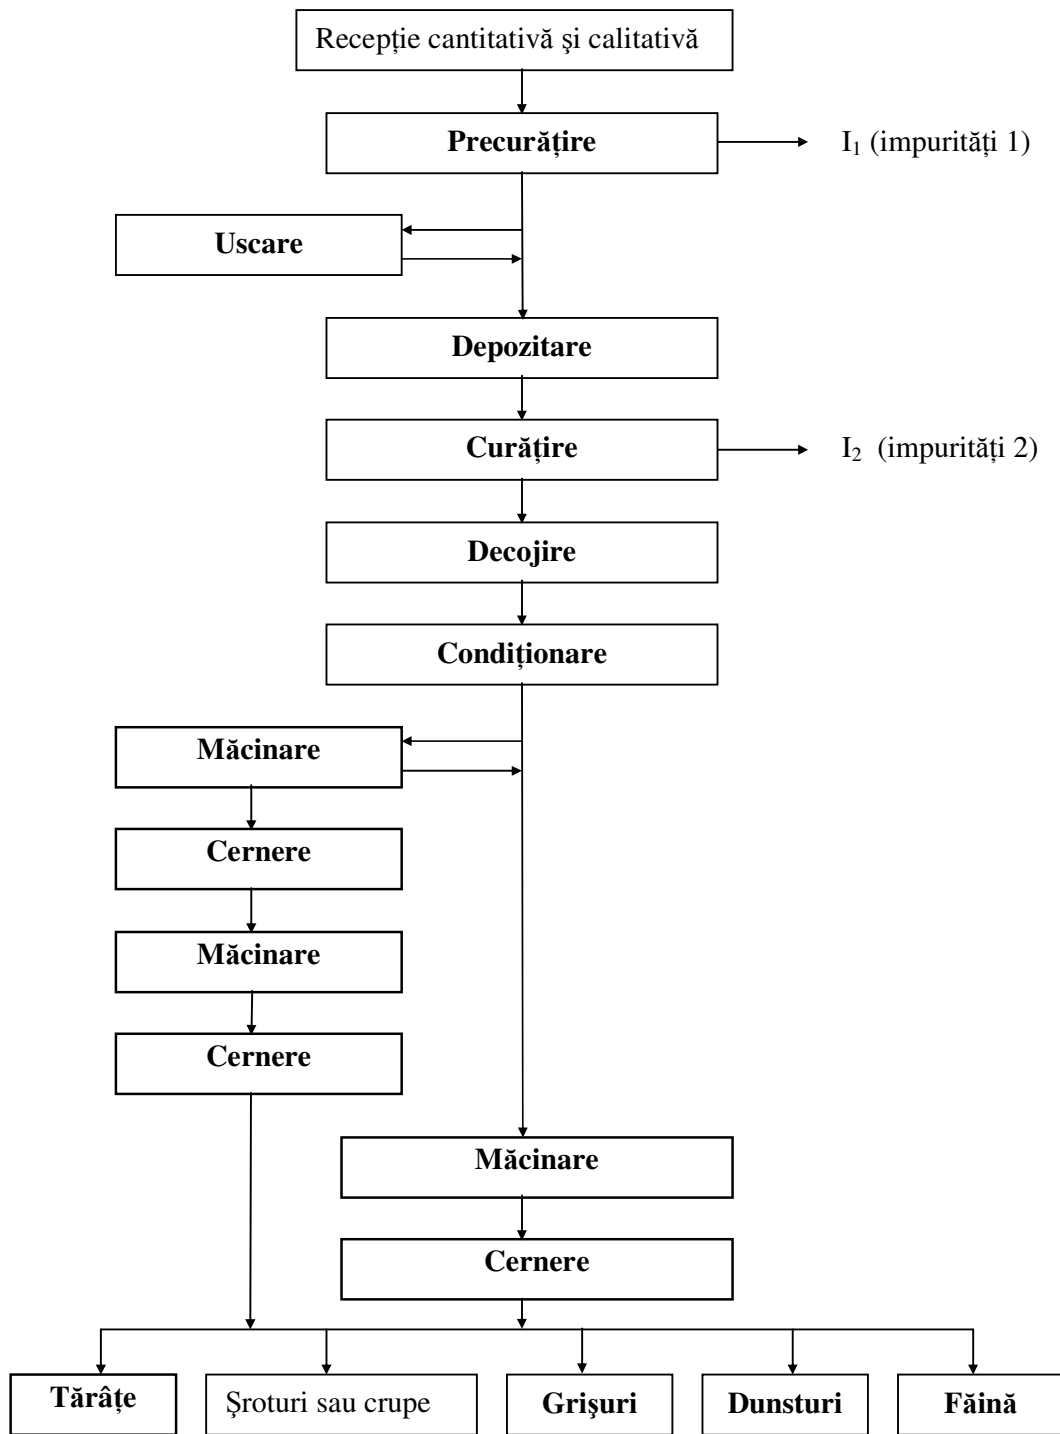 Recepție cantitativă şi calitativă
Precurățire
I1 (impurități 1)
Uscare
Depozitare
Curățire
I2 (impurități 2)
Decojire
Condiționare
Măcinare
Cernere
Măcinare
Cernere
Măcinare
Cernere
Tărâțe
Şroturi sau crupe
Grişuri
Dunsturi
Făină